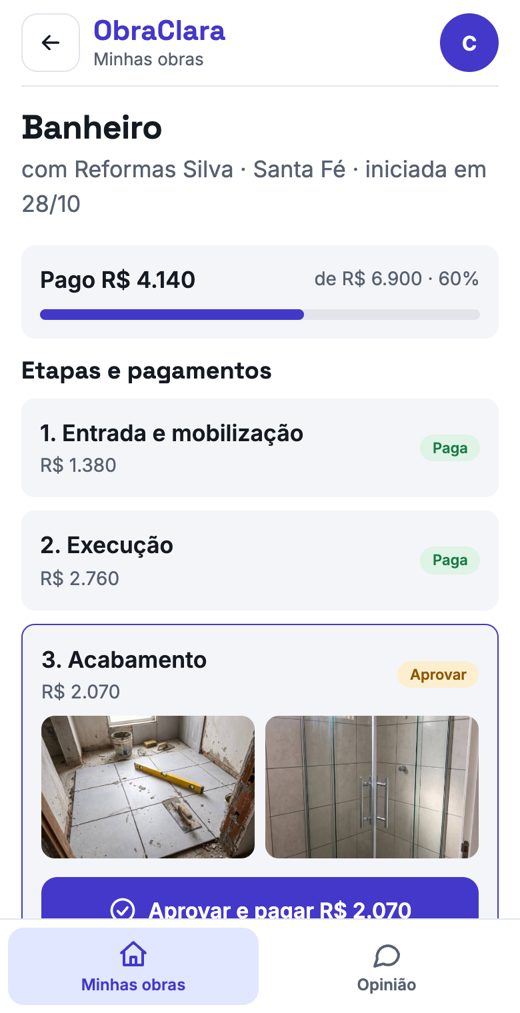 ObraClara
Minhas obras
C
Banheiro
com Reformas Silva · Santa Fé · iniciada em
28/10
Pago R$ 4.140
de R$ 6.900 · 60%
Etapas e pagamentos
1. Entrada e mobilização
R$ 1.380
Paga
2. Execução
R$ 2.760
Paga
3. Acabamento
R$ 2.070
Aprovar
Aprovar e pagar R$ 2.070
Minhas obras
Opinião